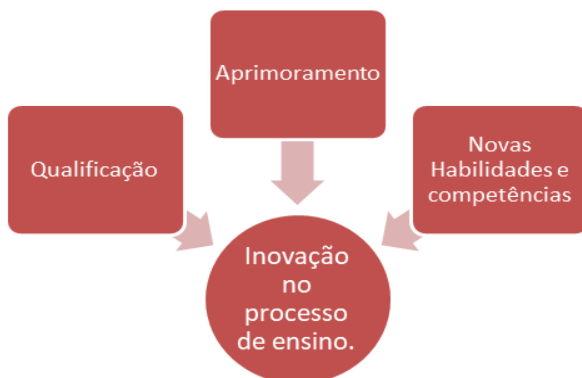 Aprimoramento
Qualificação
Novas
Habilidades e
competências
Inovação
no
processo
de ensino.